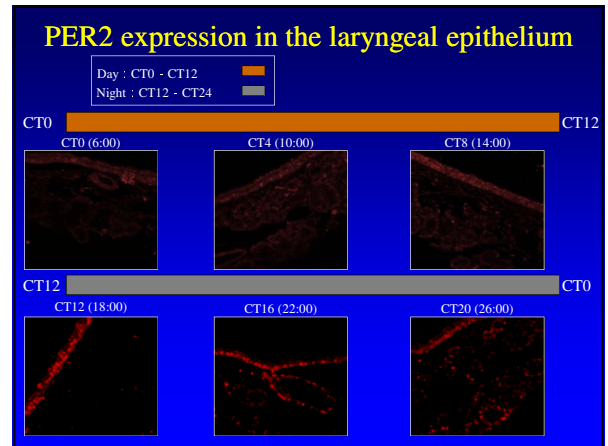 PER2 expression in the laryngeal epithelium
Day : CT0 - CT12
Night : CT12 - CT24
CT0 CT12
CT0 (6:00) CT4 (10:00) CT8 (14:00)
CT12 CT0
CT12 (18:00) CT16 (22:00) CT20 (26:00)